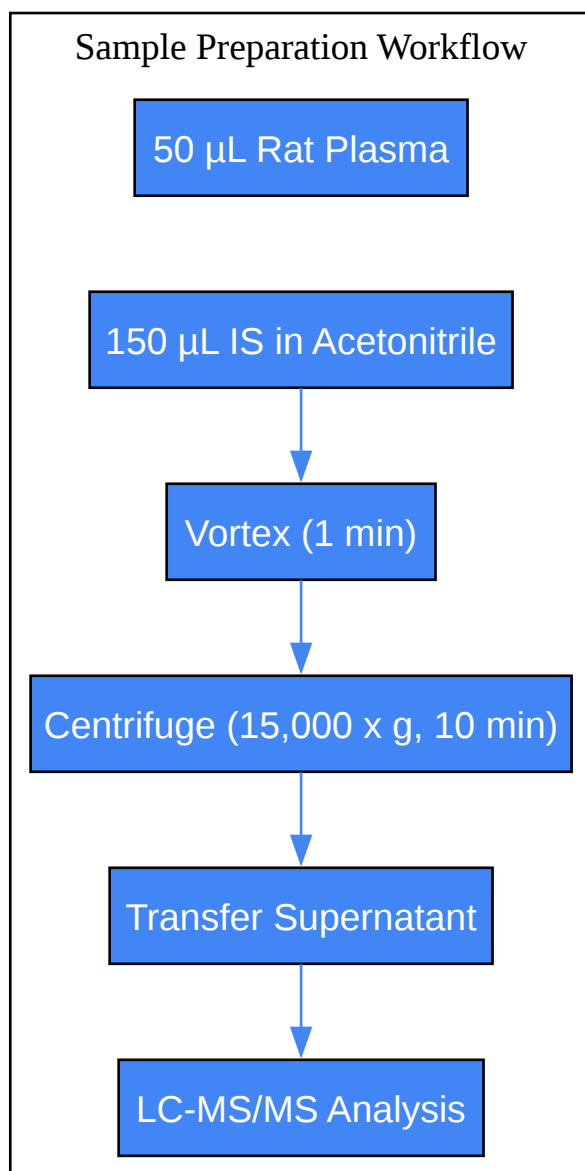 Sample Preparation Workflow
50 µL Rat Plasma
150 µL IS in Acetonitrile
Vortex (1 min)
Centrifuge (15,000 x g, 10 min)
Transfer Supernatant
LC-MS/MS Analysis